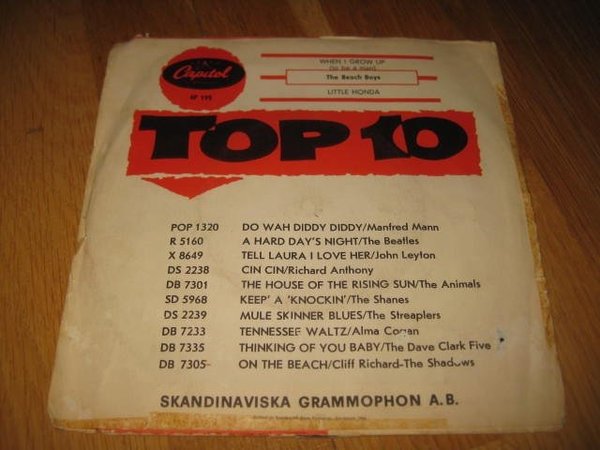 Capitol
6F 195
WHEN I GROW UP
(to be a man)
The Beach Boys
LITTLE HONDA
TOP 10
POP 1320 DO WAH DIDDY DIDDY/Manfred Mann
R 5160 A HARD DAY'S NIGHT/The Beatles
X 8649 TELL LAURA I LOVE HER/John Leyton
DS 2238 CIN CIN/Richard Anthony
DB 7301 THE HOUSE OF THE RISING SUN/The Animals
SD 5968 KEEP' A 'KNOCKIN'/The Shanes
DS 2239 MULE SKINNER BLUES/The Streaplers
DB 7233 TENNESSEE WALTZ/Alma Cogan
DB 7335 THINKING OF YOU BABY/The Dave Clark Five
DB 7305 ON THE BEACH/Cliff Richard-The Shadows
SKANDINAVISKA GRAMMOPHON A.B.